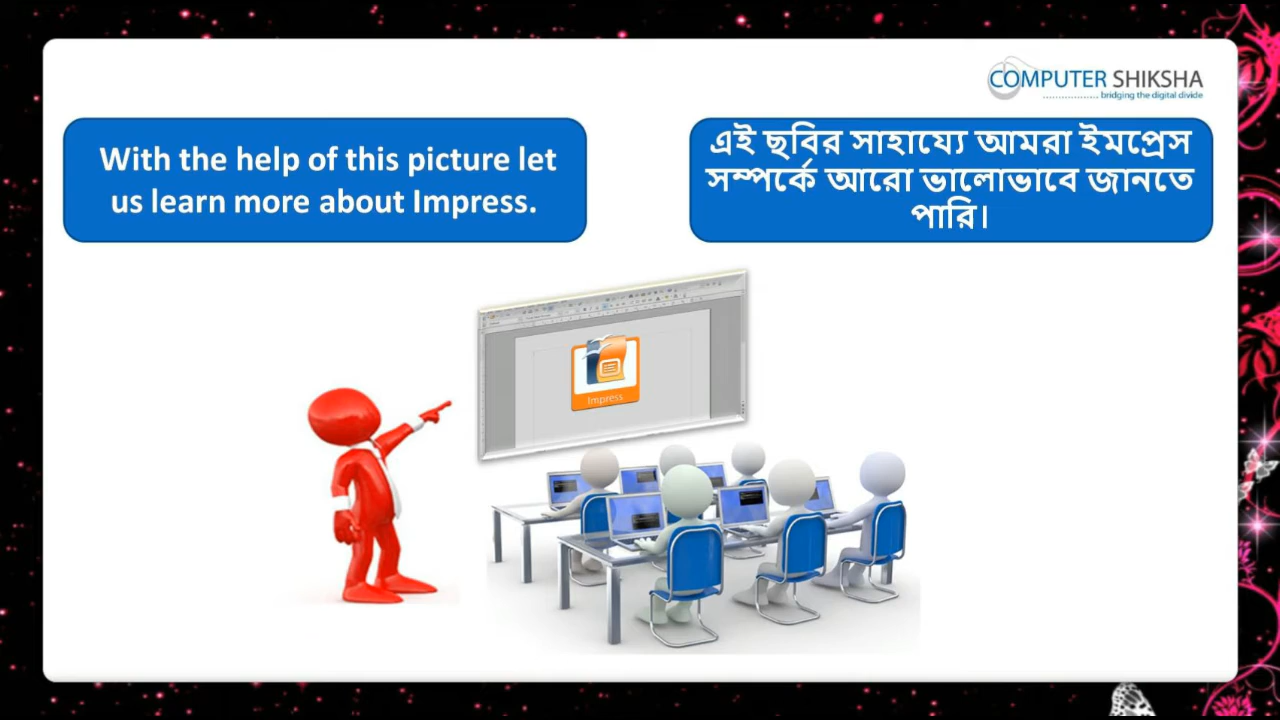 COMPUTER SHIKSHA
bridging the digital divide
With the help of this picture let
us learn more about Impress.
এই ছবির সাহায্যে আমরা ইমপ্রেস
সম্পর্কে আরো ভালোভাবে জানতে
পারি।
Impress